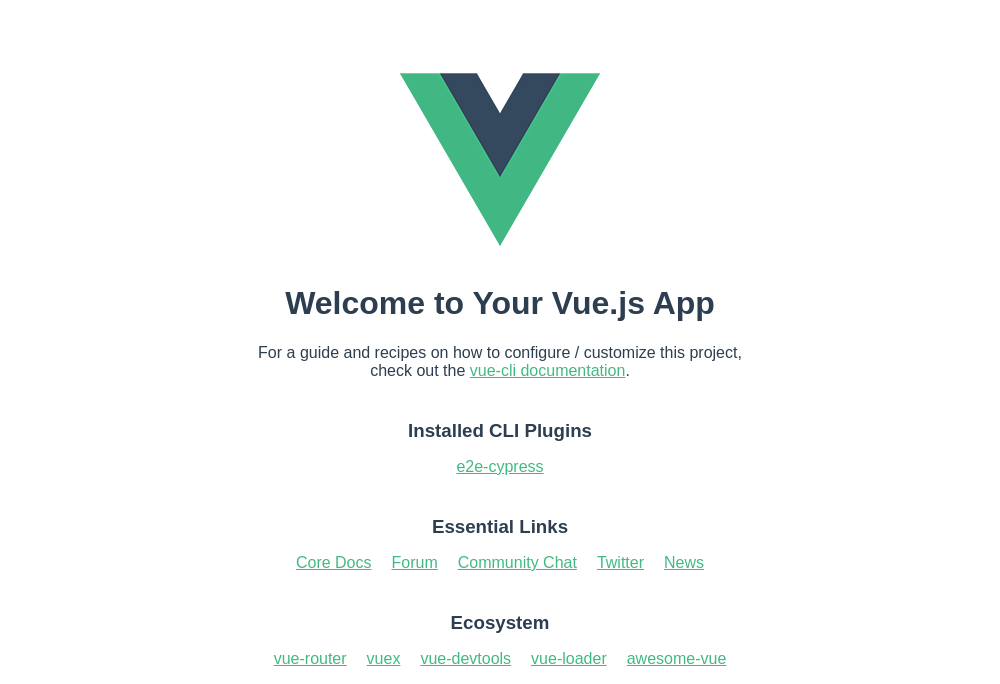 Welcome to Your Vue.js App
For a guide and recipes on how to configure / customize this project,
check out the vue-cli documentation.
Installed CLI Plugins
e2e-cypress
Essential Links
Core Docs Forum Community Chat Twitter News
Ecosystem
vue-router vuex vue-devtools vue-loader awesome-vue